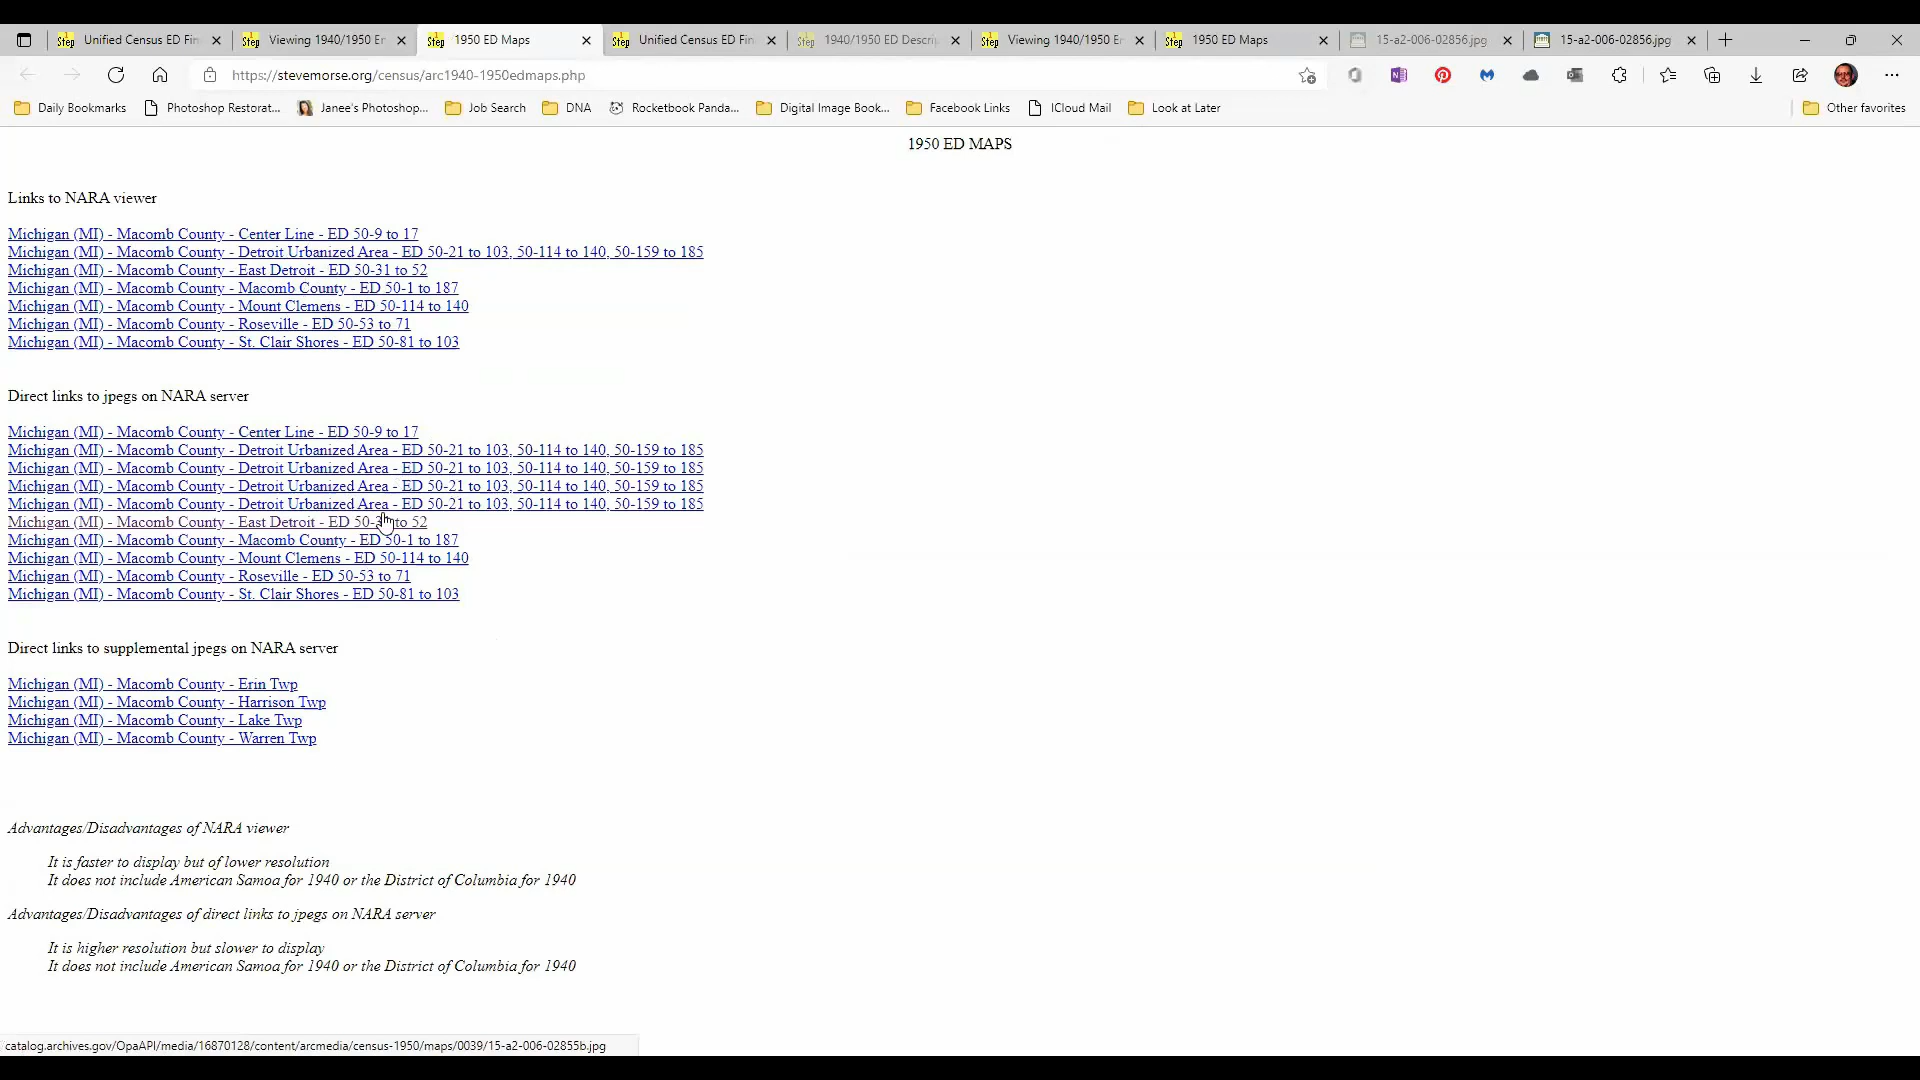 Unified Census ED Fin
Viewing 1940/1950 Er
1950 ED Maps
Unified Census ED Fin
1940/1950 ED Descrip
Viewing 1940/1950 Er
1950 ED Maps
15-a2-006-02856.jpg
15-a2-006-02856.jpg
https://stevemorse.org/census/arc1940-1950edmaps.php
Daily Bookmarks
Photoshop Restorat...
Janee's Photoshop...
Job Search
DNA
Rocketbook Panda...
Digital Image Book...
Facebook Links
ICloud Mail
Look at Later
Other favorites
1950 ED MAPS
Links to NARA viewer
Michigan (MI) - Macomb County - Center Line - ED 50-9 to 17
Michigan (MI) - Macomb County - Detroit Urbanized Area - ED 50-21 to 103, 50-114 to 140, 50-159 to 185
Michigan (MI) - Macomb County - East Detroit - ED 50-31 to 52
Michigan (MI) - Macomb County - Macomb County - ED 50-1 to 187
Michigan (MI) - Macomb County - Mount Clemens - ED 50-114 to 140
Michigan (MI) - Macomb County - Roseville - ED 50-53 to 71
Michigan (MI) - Macomb County - St. Clair Shores - ED 50-81 to 103
Direct links to jpegs on NARA server
Michigan (MI) - Macomb County - Center Line - ED 50-9 to 17
Michigan (MI) - Macomb County - Detroit Urbanized Area - ED 50-21 to 103, 50-114 to 140, 50-159 to 185
Michigan (MI) - Macomb County - Detroit Urbanized Area - ED 50-21 to 103, 50-114 to 140, 50-159 to 185
Michigan (MI) - Macomb County - Detroit Urbanized Area - ED 50-21 to 103, 50-114 to 140, 50-159 to 185
Michigan (MI) - Macomb County - Detroit Urbanized Area - ED 50-21 to 103, 50-114 to 140, 50-159 to 185
Michigan (MI) - Macomb County - East Detroit - ED 50-31 to 52
Michigan (MI) - Macomb County - Macomb County - ED 50-1 to 187
Michigan (MI) - Macomb County - Mount Clemens - ED 50-114 to 140
Michigan (MI) - Macomb County - Roseville - ED 50-53 to 71
Michigan (MI) - Macomb County - St. Clair Shores - ED 50-81 to 103
Direct links to supplemental jpegs on NARA server
Michigan (MI) - Macomb County - Erin Twp
Michigan (MI) - Macomb County - Harrison Twp
Michigan (MI) - Macomb County - Lake Twp
Michigan (MI) - Macomb County - Warren Twp
Advantages/Disadvantages of NARA viewer
It is faster to display but of lower resolution
It does not include American Samoa for 1940 or the District of Columbia for 1940
Advantages/Disadvantages of direct links to jpegs on NARA server
It is higher resolution but slower to display
It does not include American Samoa for 1940 or the District of Columbia for 1940
catalog.archives.gov/OpaAPI/media/16870128/content/arcmedia/census-1950/maps/0039/15-a2-006-02855b.jpg